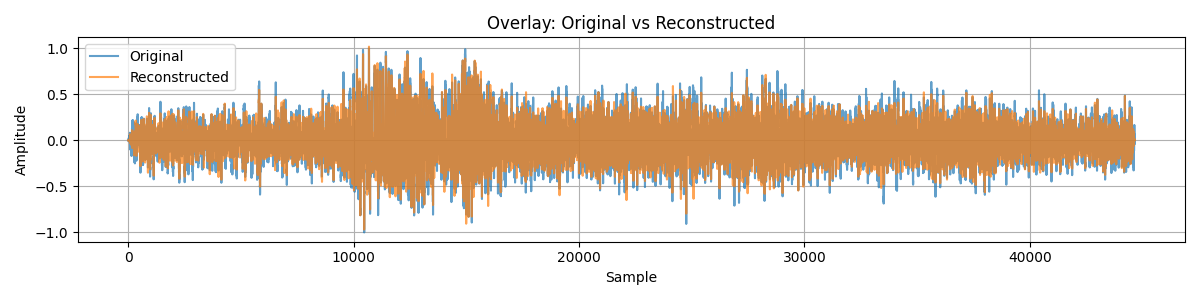 Overlay: Original vs Reconstructed
Original
Reconstructed
Amplitude
1.0
0.5
0.0
−0.5
−1.0
0 10000 20000 30000 40000
Sample